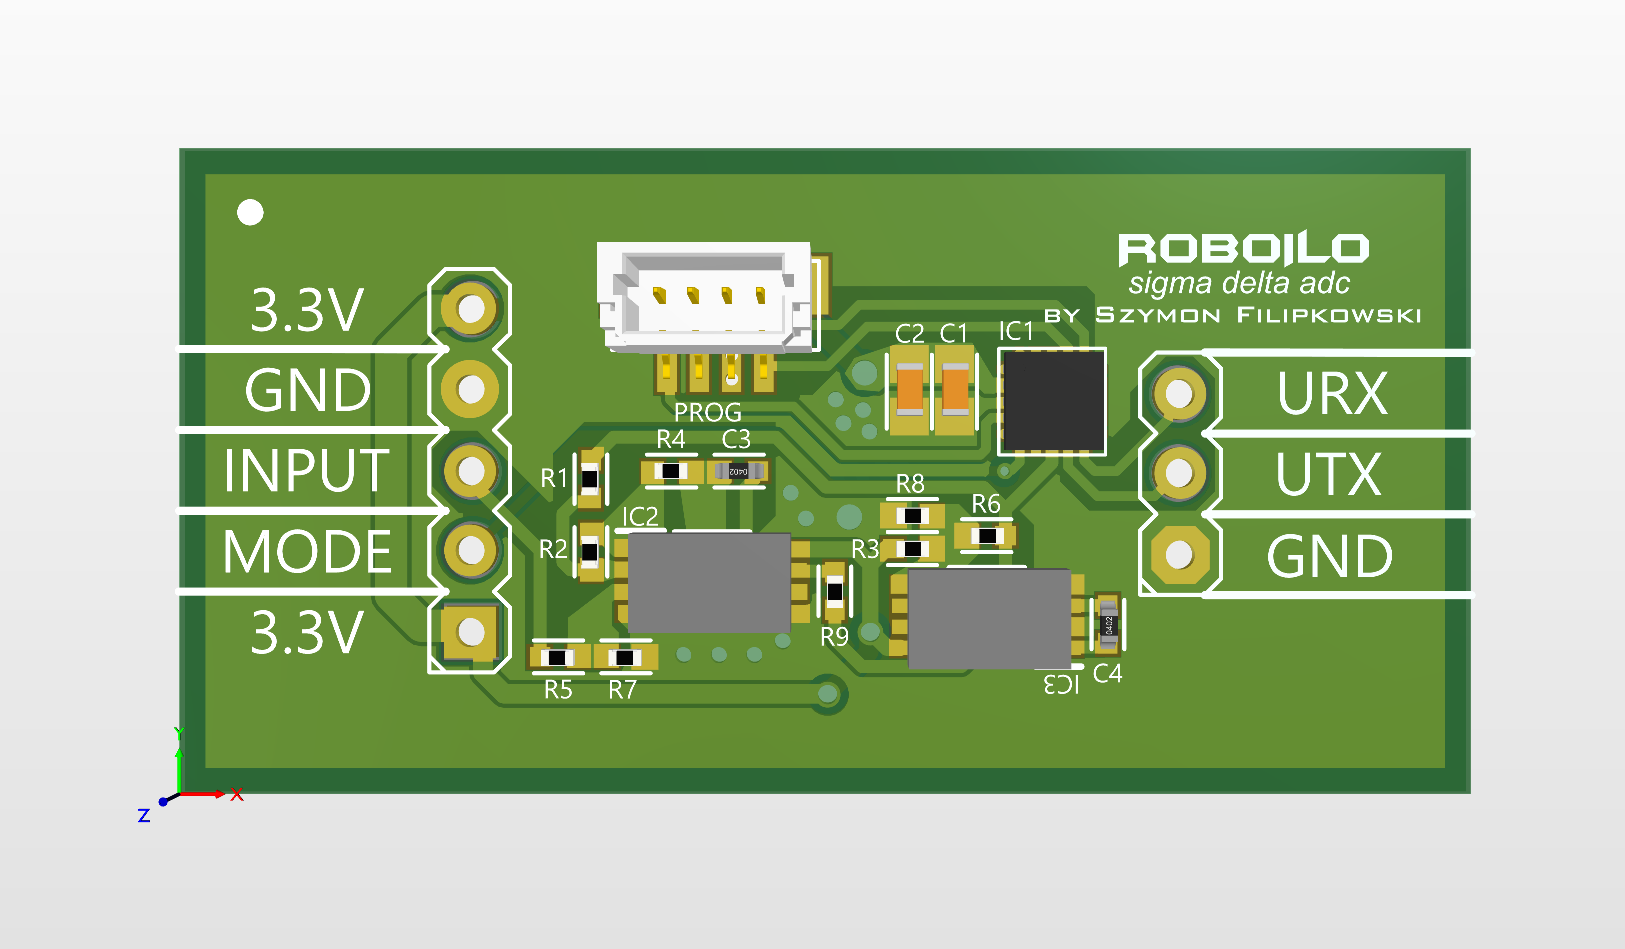 ROBOJLO
sigma delta adc
BY SZYMON FILIPKOWSKI
3.3V
GND
INPUT
MODE
3.3V
PROG
C2
C1
IC1
R4
C3
R1
0402
IC2
R2
R8
R6
R3
R9
R5
R7
0402
IC3
C4
URX
UTX
GND
Y
X
Z